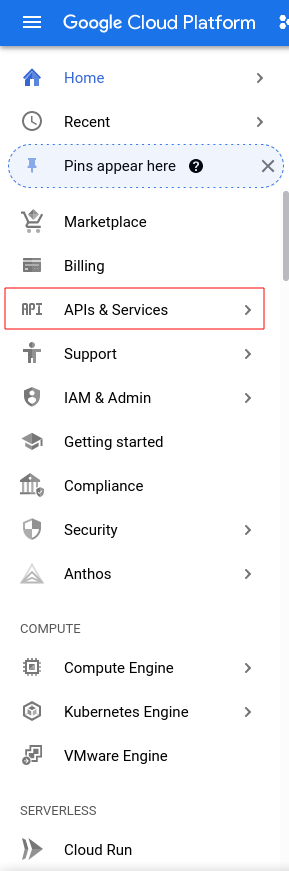 Google Cloud Platform
Home
Recent
Pins appear here ?
Marketplace
Billing
API APIs & Services
Support
IAM & Admin
Getting started
Compliance
Security
Anthos
COMPUTE
Compute Engine
Kubernetes Engine
VMware Engine
SERVERLESS
Cloud Run